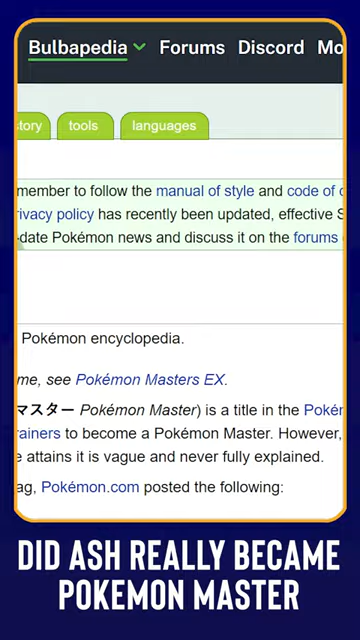 Bulbapedia Forums Discord Mo
tory tools languages
member to follow the manual of style and code of c
rivacy policy has recently been updated, effective S
-date Pokémon news and discuss it on the forums
Pokémon encyclopedia.
me, see Pokémon Masters EX.
マスター Pokémon Master) is a title in the Pokér
rainers to become a Pokémon Master. However,
e attains it is vague and never fully explained.
ag, Pokémon.com posted the following:
DID ASH REALLY BECAME
POKEMON MASTER